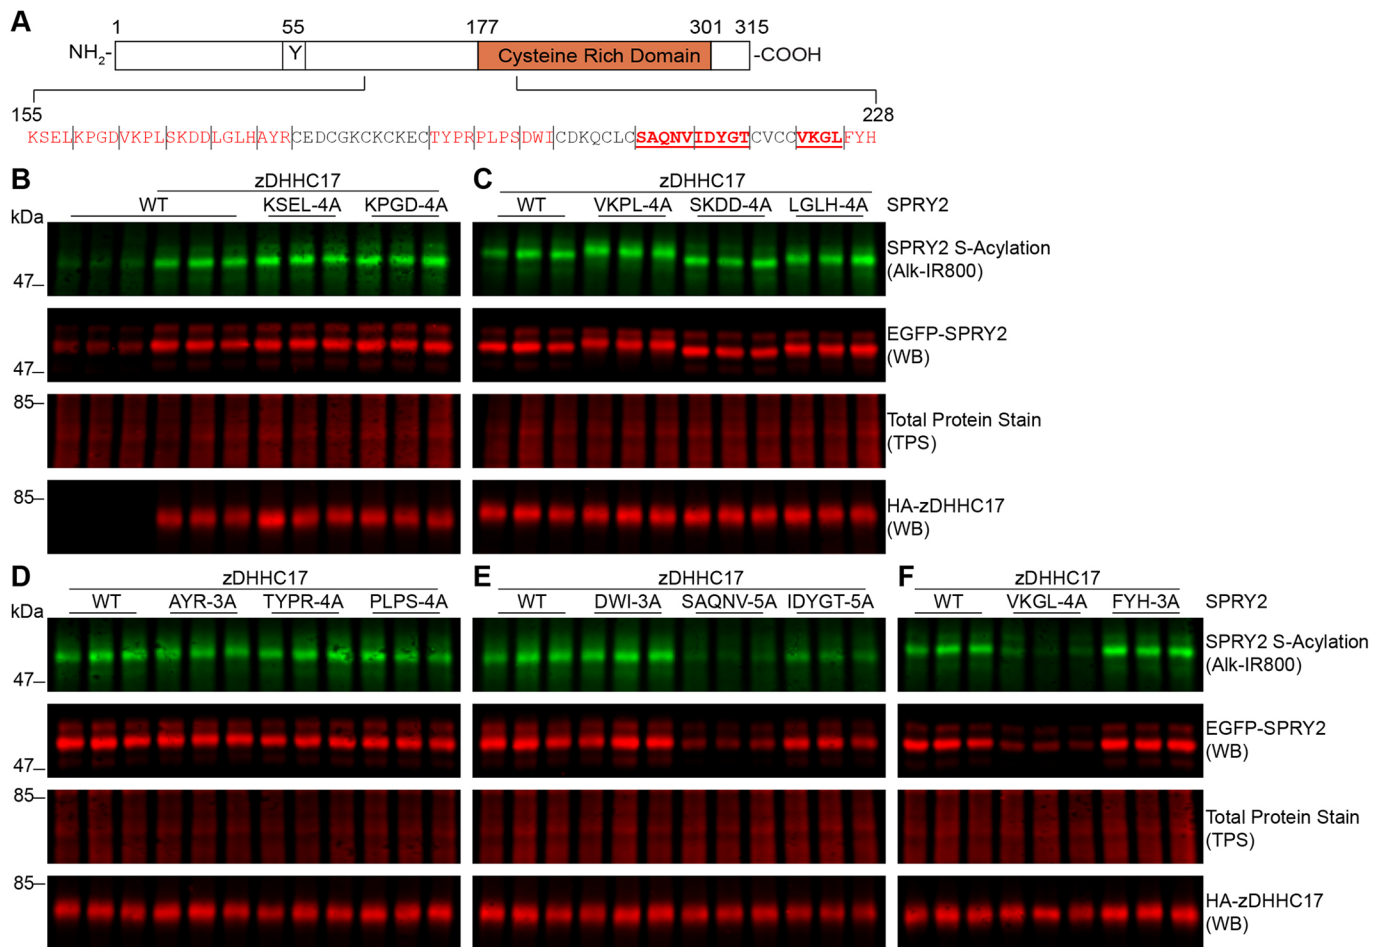 A
1 55 177 301 315
NH2- Y Cysteine Rich Domain -COOH
155 228
KSELKPGDVKPLSKDDLGLHAYRCEDCGKCKCKECTYPRPLPSDWICDKQCLCSAQNVIDYGTCVCCVKGLFYH
B
zDHHC17
kDa WT KSEL-4A KPGD-4A
47
47
85
85
C
zDHHC17
WT VKPL-4A SKDD-4A LGLH-4A SPRY2
SPRY2 S-Acylation
(Alk-IR800)
EGFP-SPRY2
(WB)
Total Protein Stain
(TPS)
HA-zDHHC17
(WB)
D
zDHHC17
kDa WT AYR-3A TYPR-4A PLPS-4A
47
47
85
85
E
zDHHC17
WT DWI-3A SAQNV-5A IDYGT-5A
F
zDHHC17
WT VKGL-4A FYH-3A SPRY2
SPRY2 S-Acylation
(Alk-IR800)
EGFP-SPRY2
(WB)
Total Protein Stain
(TPS)
HA-zDHHC17
(WB)